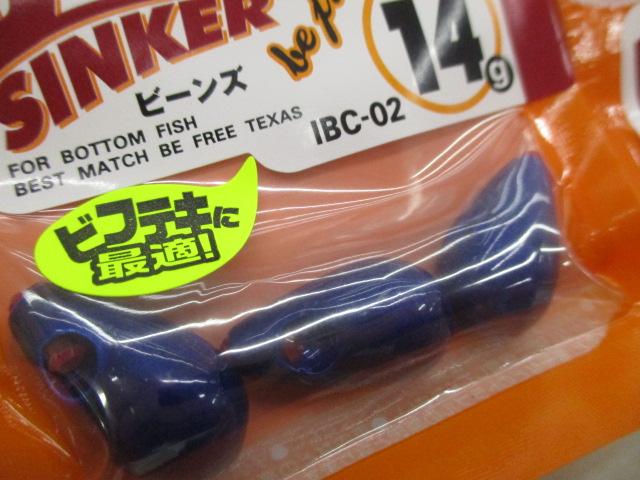 SINKER
ビーンズ
be
14g
FOR BOTTOM FISH
BEST MATCH BE FREE TEXAS
IBC-02
ビフテキに
最適!